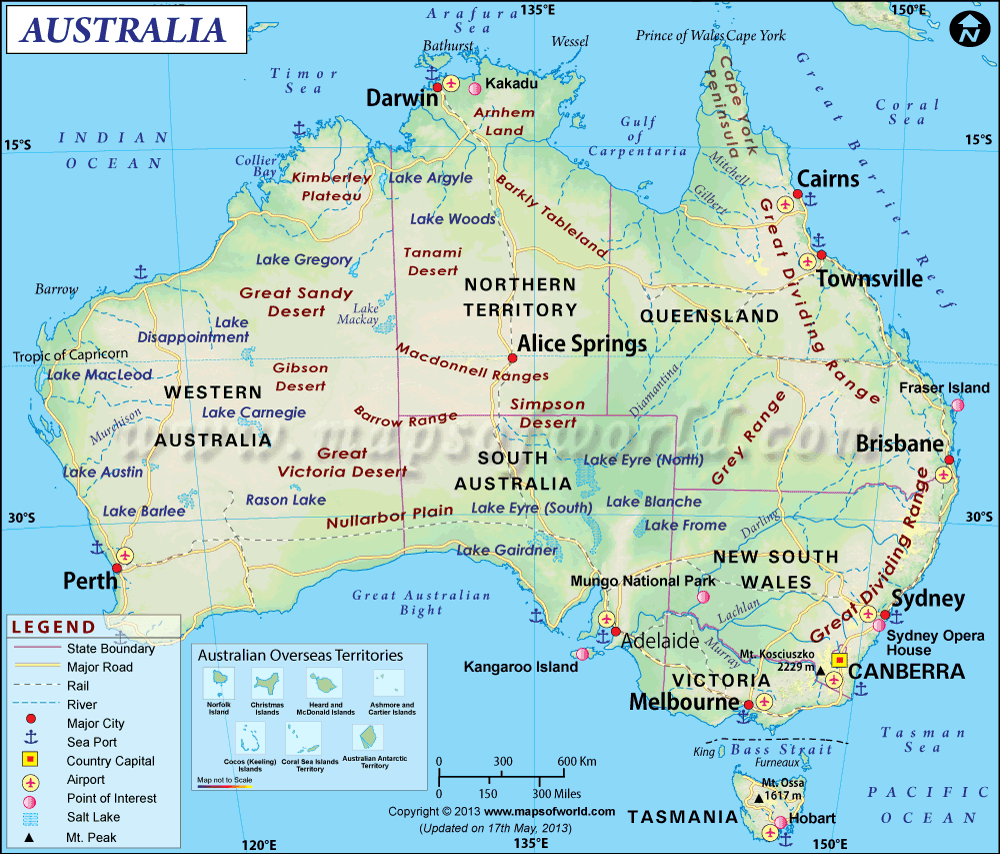 AUSTRALIA
Arafura
Sea
135°E
150°E
N
Bathurst
Wessel
Prince of Wales
Cape York
Timor
Sea
Darwin
Kakadu
Arnhem
Land
Cape York
Peninsula
Great Barrier Reef
Coral
Sea
Gulf
of
Carpentaria
INDIAN
OCEAN
15°S
15°S
Collier
Bay
Kimberley
Plateau
Lake Argyle
Barkly Tableland
Mitchell
Gilbert
Cairns
Lake Woods
Tanami
Desert
Great Dividing Range
Lake Gregory
Townsville
NORTHERN
TERRITORY
QUEENSLAND
Barrow
Great Sandy
Desert
Lake
Mackay
Lake
Disappointment
Alice Springs
Tropic of Capricorn
Lake MacLeod
Gibson
Desert
Macdonnell Ranges
Diamantina
Fraser Island
WESTERN
AUSTRALIA
Lake Carnegie
Murchison
Barrow Range
Simpson
Desert
Grey Range
www.mapsofworld.com
Brisbane
Great
Victoria Desert
SOUTH
AUSTRALIA
Lake Eyre (North)
Lake Austin
Lake Barlee
Rason Lake
Nullarbor Plain
Lake Eyre (South)
Lake Blanche
Lake Frome
Darling
Great Dividing Range
30°S
30°S
Lake Gairdner
NEW SOUTH
WALES
Perth
Mungo National Park
Great Australian
Bight
Lachlan
Sydney
Sydney Opera
House
Adelaide
Murray
Mt. Kosciuszko
2229 m
CANBERRA
Kangaroo Island
VICTORIA
Melbourne
Tasman
Sea
King
Bass Strait
Furneaux
Mt. Ossa
1617 m
TASMANIA
Hobart
PACIFIC
OCEAN
LEGEND
State Boundary
Major Road
Rail
River
Major City
Sea Port
Country Capital
Airport
Point of Interest
Salt Lake
Mt. Peak
Australian Overseas Territories
Norfolk
Island
Christmas
Islands
Heard and
McDonald Islands
Ashmore and
Cartier Islands
Cocos (Keeling)
Islands
Coral Sea Islands
Territory
Australian Antarctic
Territory
Map not to Scale
0 300 600 Km
0 150 300 Miles
Copyright © 2013 www.mapsofworld.com
(Updated on 17th May, 2013)
120°E
135°E
150°E